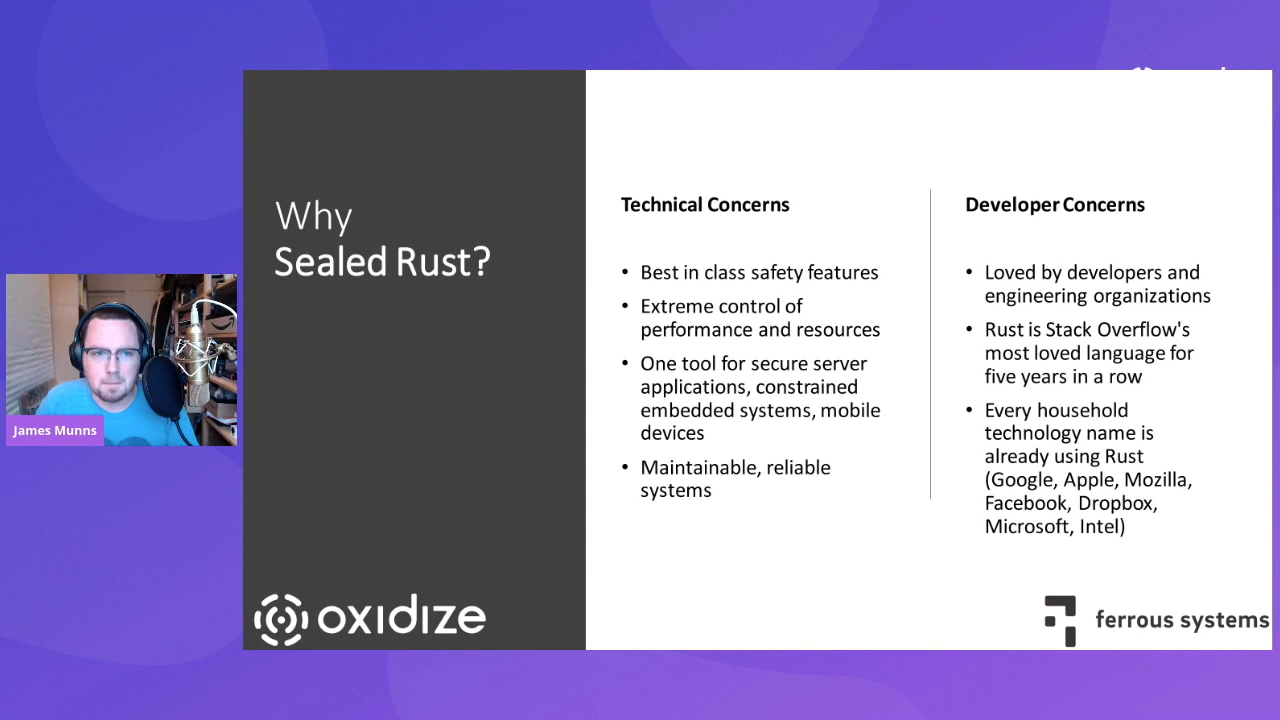 Why
Sealed Rust?
James Munns
Technical Concerns
• Best in class safety features
• Extreme control of
performance and resources
• One tool for secure server
applications, constrained
embedded systems, mobile
devices
• Maintainable, reliable
systems
Developer Concerns
• Loved by developers and
engineering organizations
• Rust is Stack Overflow's
most loved language for
five years in a row
• Every household
technology name is
already using Rust
(Google, Apple, Mozilla,
Facebook, Dropbox,
Microsoft, Intel)
oxidize
ferrous systems